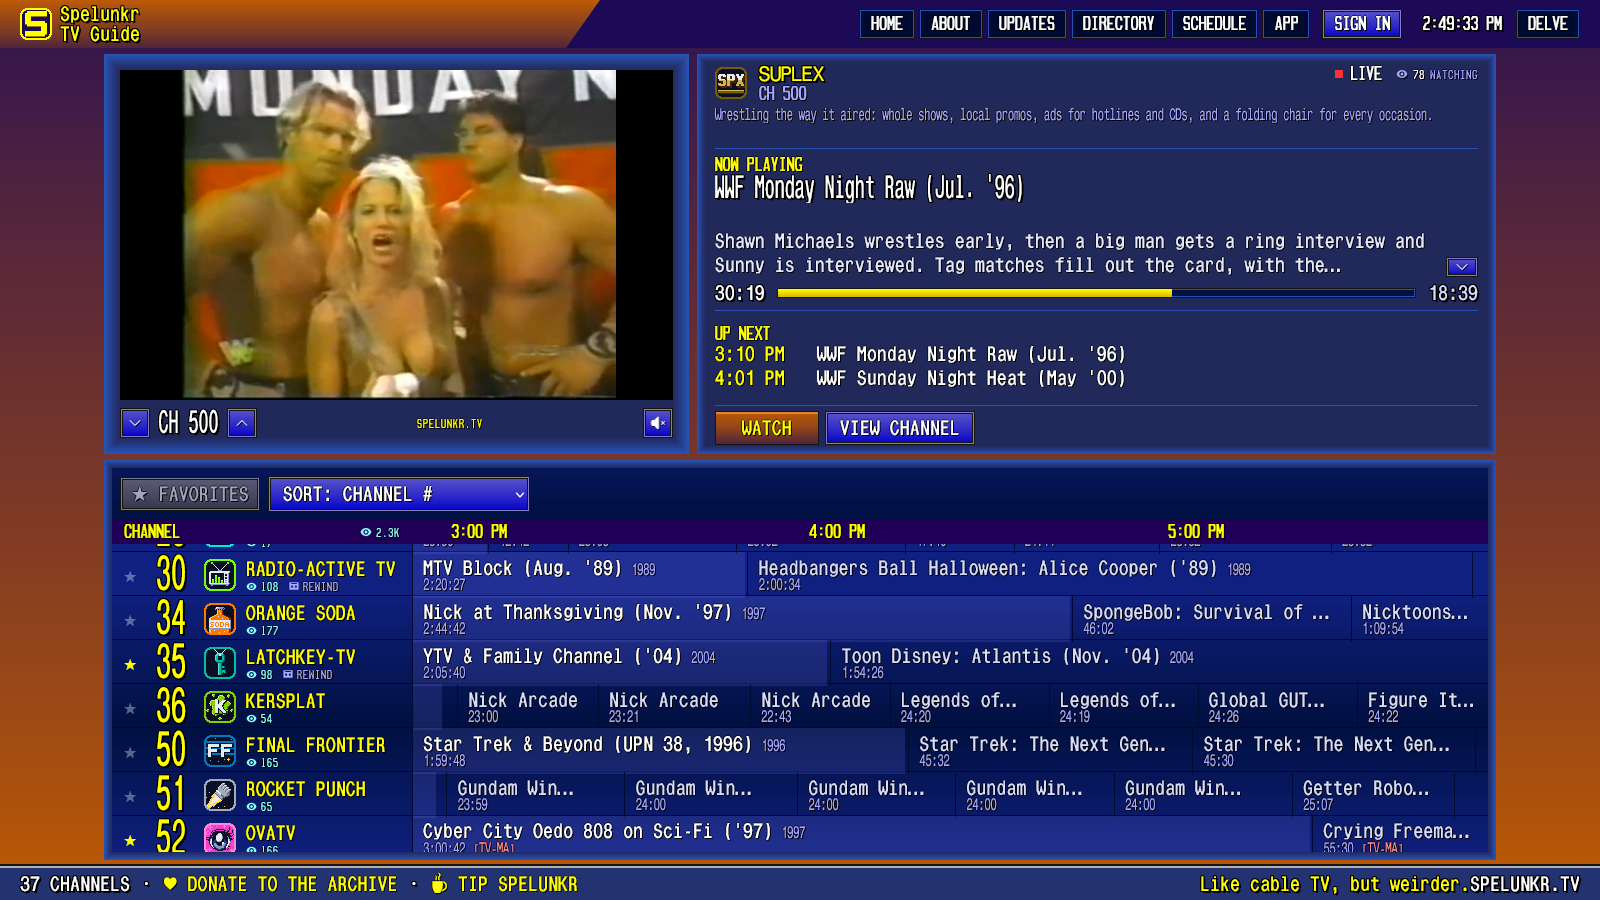 Spelunkr
TV Guide
HOME
ABOUT
UPDATES
DIRECTORY
SCHEDULE
APP
SIGN IN
2:49:33 PM
DELVE
MONDAY N
CH 500
SPELUNKR.TV
SPX
SUPLEX
CH 500
LIVE
78 WATCHING
Wrestling the way it aired: whole shows, local promos, ads for hotlines and CDs, and a folding chair for every occasion.
NOW PLAYING
WWF Monday Night Raw (Jul. '96)
Shawn Michaels wrestles early, then a big man gets a ring interview and
Sunny is interviewed. Tag matches fill out the card, with the...
30:19
18:39
UP NEXT
3:10 PM WWF Monday Night Raw (Jul. '96)
4:01 PM WWF Sunday Night Heat (May '00)
WATCH
VIEW CHANNEL
★ FAVORITES
SORT: CHANNEL #
CHANNEL
2.3K
3:00 PM
4:00 PM
5:00 PM
30
RADIO-ACTIVE TV
108 REWIND
MTV Block (Aug. '89) 1989
2:20:27
Headbangers Ball Halloween: Alice Cooper ('89) 1989
2:00:34
34
SODA
ORANGE SODA
177
Nick at Thanksgiving (Nov. '97) 1997
2:44:42
SpongeBob: Survival of ...
46:02
Nicktoons...
1:09:54
35
LATCHKEY-TV
98 REWIND
YTV & Family Channel ('04) 2004
2:05:40
Toon Disney: Atlantis (Nov. '04) 2004
1:54:26
36
K
KERSPLAT
54
Nick Arcade
23:00
Nick Arcade
23:21
Nick Arcade
22:43
Legends of...
24:20
Legends of...
24:19
Global GUT...
24:26
Figure It...
24:22
50
FF
FINAL FRONTIER
165
Star Trek & Beyond (UPN 38, 1996) 1996
1:59:48
Star Trek: The Next Gen...
45:32
Star Trek: The Next Gen...
45:30
51
ROCKET PUNCH
65
Gundam Win...
23:59
Gundam Win...
24:00
Gundam Win...
24:00
Gundam Win...
24:00
Gundam Win...
24:00
Getter Robo...
25:07
52
OVATV
166
Cyber City Oedo 808 on Sci-Fi ('97) 1997
3:00:42 [TV-MA]
Crying Freema...
55:30 [TV-MA]
37 CHANNELS · ♥ DONATE TO THE ARCHIVE · TIP SPELUNKR
Like cable TV, but weirder. SPELUNKR.TV